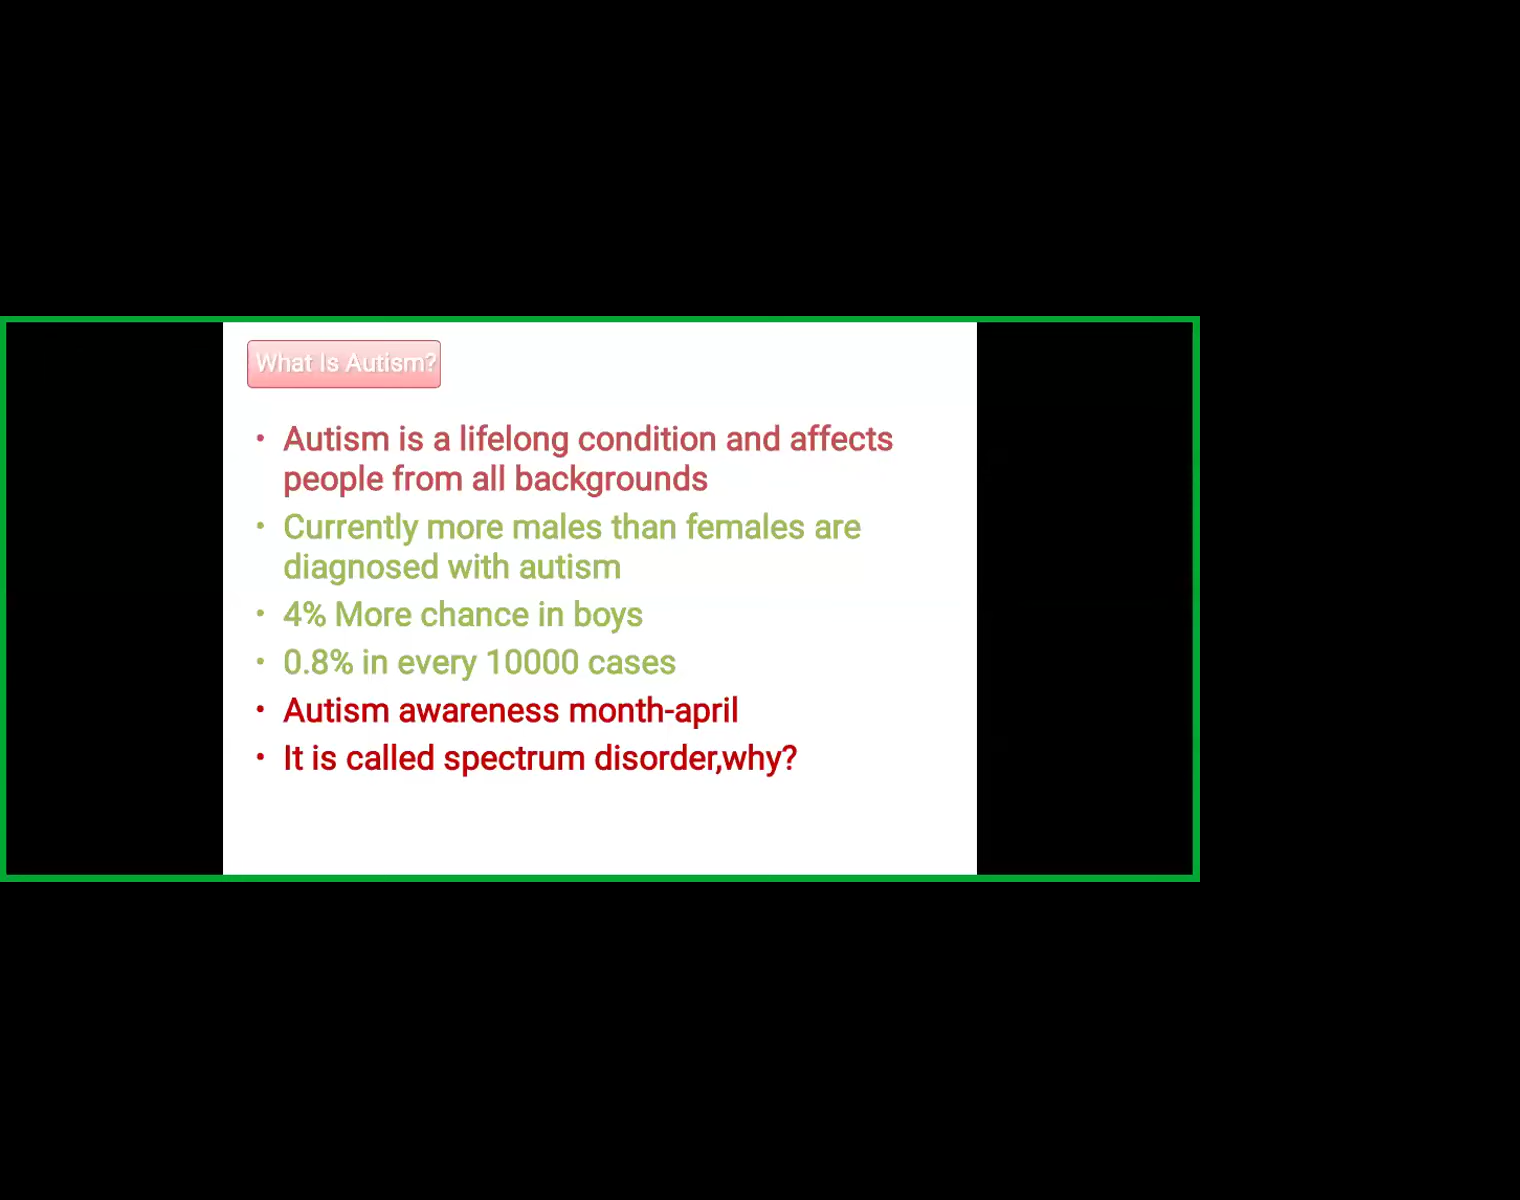 What Is Autism?
• Autism is a lifelong condition and affects
people from all backgrounds
• Currently more males than females are
diagnosed with autism
• 4% More chance in boys
• 0.8% in every 10000 cases
• Autism awareness month-april
• It is called spectrum disorder,why?